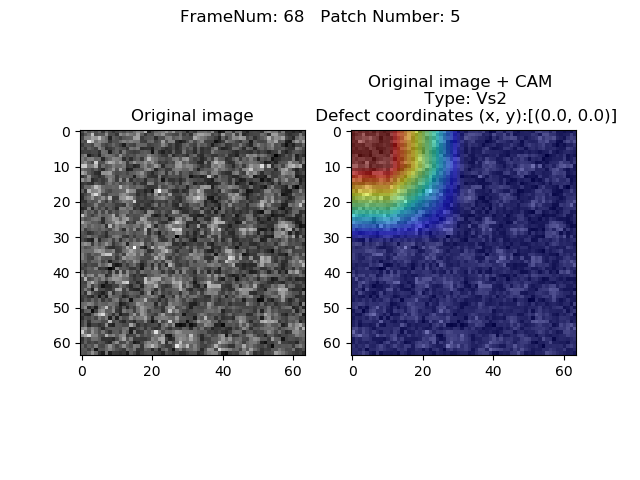 FrameNum: 68   Patch Number: 5
Original image
0
10
20
30
40
50
60
0 20 40 60
Original image + CAM
Type: Vs2
Defect coordinates (x, y):[(0.0, 0.0)]
0
10
20
30
40
50
60
0 20 40 60